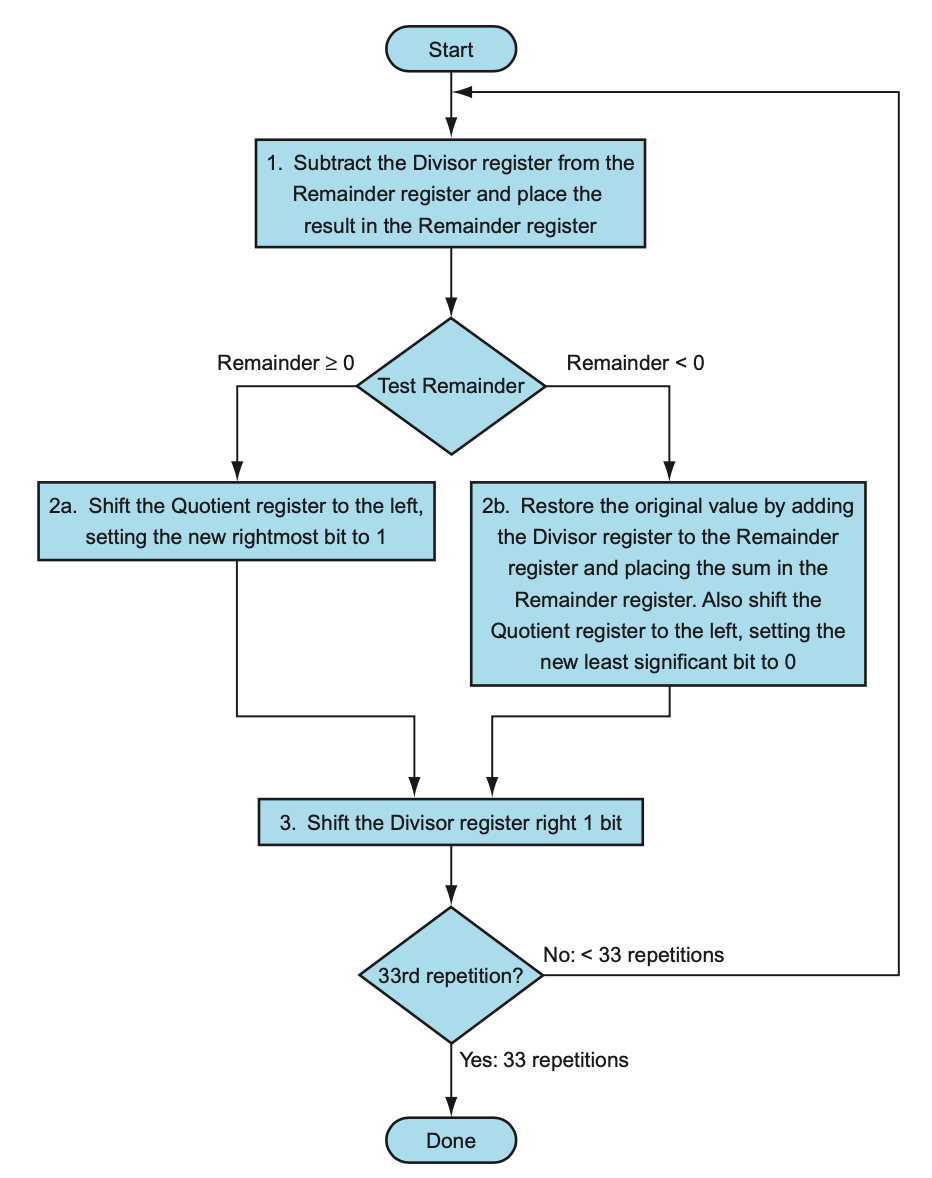 Start
1. Subtract the Divisor register from the
Remainder register and place the
result in the Remainder register
Remainder ≥ 0
Remainder < 0
Test Remainder
2a. Shift the Quotient register to the left,
setting the new rightmost bit to 1
2b. Restore the original value by adding
the Divisor register to the Remainder
register and placing the sum in the
Remainder register. Also shift the
Quotient register to the left, setting the
new least significant bit to 0
3. Shift the Divisor register right 1 bit
No: < 33 repetitions
33rd repetition?
Yes: 33 repetitions
Done